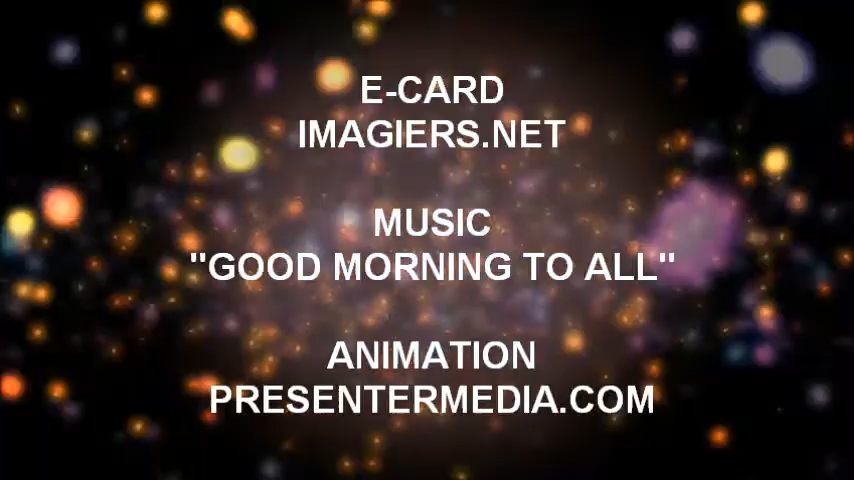 E-CARD
IMAGIERS.NET
MUSIC
"GOOD MORNING TO ALL"
ANIMATION
PRESENTERMEDIA.COM